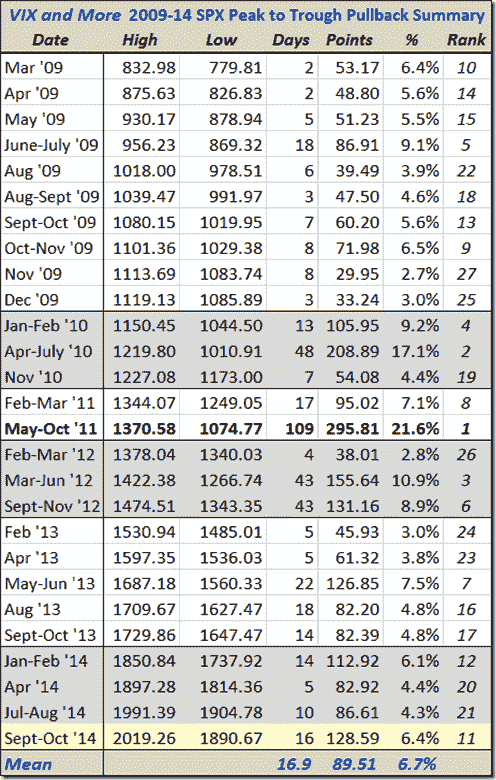 VIX and More 2009-14 SPX Peak to Trough Pullback Summary
Date High Low Days Points % Rank
Mar '09 832.98 779.81 2 53.17 6.4% 10
Apr '09 875.63 826.83 2 48.80 5.6% 14
May '09 930.17 878.94 5 51.23 5.5% 15
June-July '09 956.23 869.32 18 86.91 9.1% 5
Aug '09 1018.00 978.51 6 39.49 3.9% 22
Aug-Sept '09 1039.47 991.97 3 47.50 4.6% 18
Sept-Oct '09 1080.15 1019.95 7 60.20 5.6% 13
Oct-Nov '09 1101.36 1029.38 8 71.98 6.5% 9
Nov '09 1113.69 1083.74 8 29.95 2.7% 27
Dec '09 1119.13 1085.89 3 33.24 3.0% 25
Jan-Feb '10 1150.45 1044.50 13 105.95 9.2% 4
Apr-July '10 1219.80 1010.91 48 208.89 17.1% 2
Nov '10 1227.08 1173.00 7 54.08 4.4% 19
Feb-Mar '11 1344.07 1249.05 17 95.02 7.1% 8
May-Oct '11 1370.58 1074.77 109 295.81 21.6% 1
Feb-Mar '12 1378.04 1340.03 4 38.01 2.8% 26
Mar-Jun '12 1422.38 1266.74 43 155.64 10.9% 3
Sept-Nov '12 1474.51 1343.35 43 131.16 8.9% 6
Feb '13 1530.94 1485.01 5 45.93 3.0% 24
Apr '13 1597.35 1536.03 5 61.32 3.8% 23
May-Jun '13 1687.18 1560.33 22 126.85 7.5% 7
Aug '13 1709.67 1627.47 18 82.20 4.8% 16
Sept-Oct '13 1729.86 1647.47 14 82.39 4.8% 17
Jan-Feb '14 1850.84 1737.92 14 112.92 6.1% 12
Apr '14 1897.28 1814.36 5 82.92 4.4% 20
Jul-Aug '14 1991.39 1904.78 10 86.61 4.3% 21
Sept-Oct '14 2019.26 1890.67 16 128.59 6.4% 11
Mean 16.9 89.51 6.7%